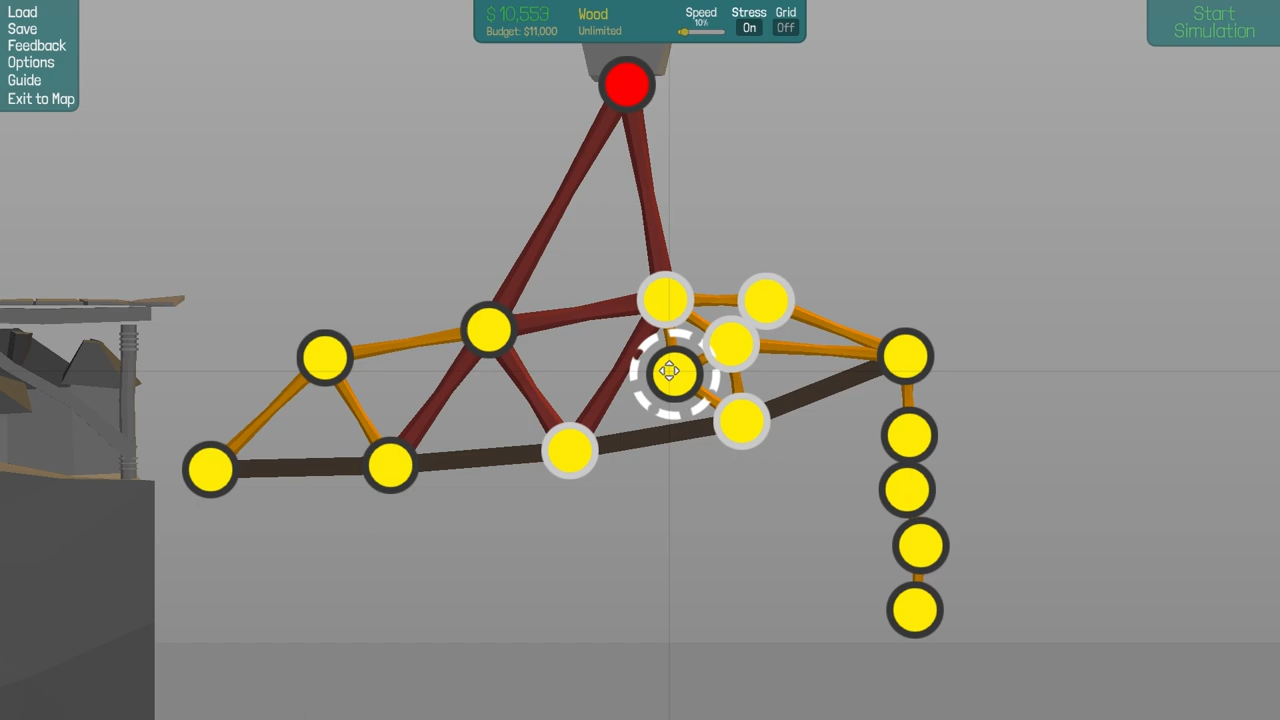 Load
Save
Feedback
Options
Guide
Exit to Map
$ 10,553
Budget: $11,000
Wood
Unlimited
Speed
10%
Stress
On
Grid
Off
Start
Simulation